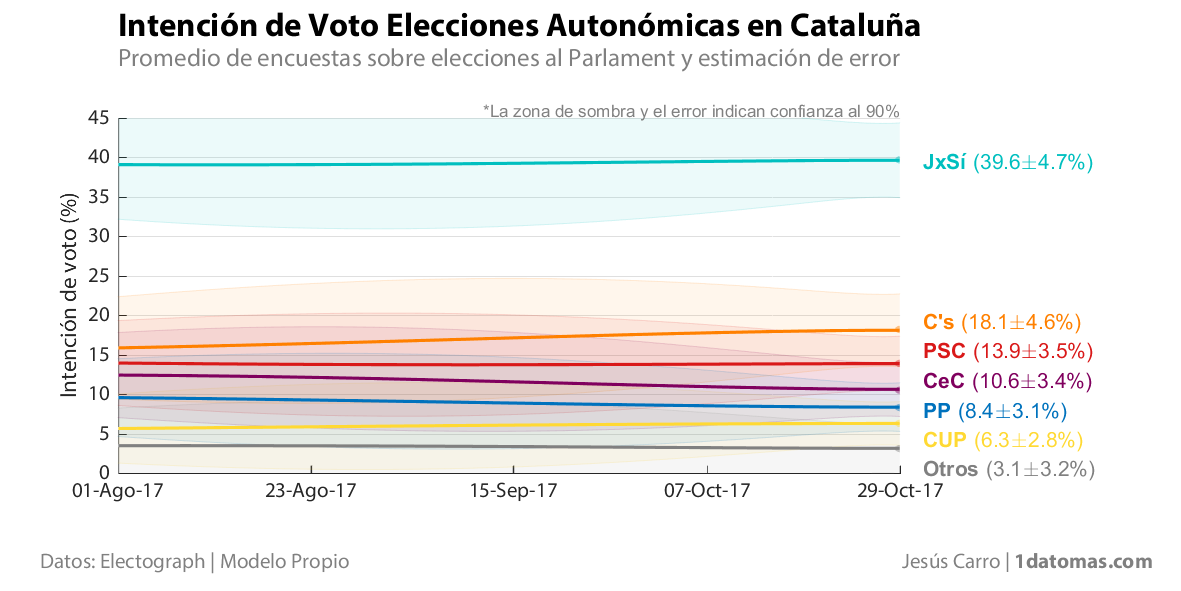 Intención de Voto Elecciones Autonómicas en Cataluña
Promedio de encuestas sobre elecciones al Parlament y estimación de error
*La zona de sombra y el error indican confianza al 90%
Intención de voto (%)
45
40
35
30
25
20
15
10
5
0
01-Ago-17
23-Ago-17
15-Sep-17
07-Oct-17
29-Oct-17
JxSí (39.6±4.7%)
C's (18.1±4.6%)
PSC (13.9±3.5%)
CeC (10.6±3.4%)
PP (8.4±3.1%)
CUP (6.3±2.8%)
Otros (3.1±3.2%)
Datos: Electograph | Modelo Propio
Jesús Carro | 1datomas.com